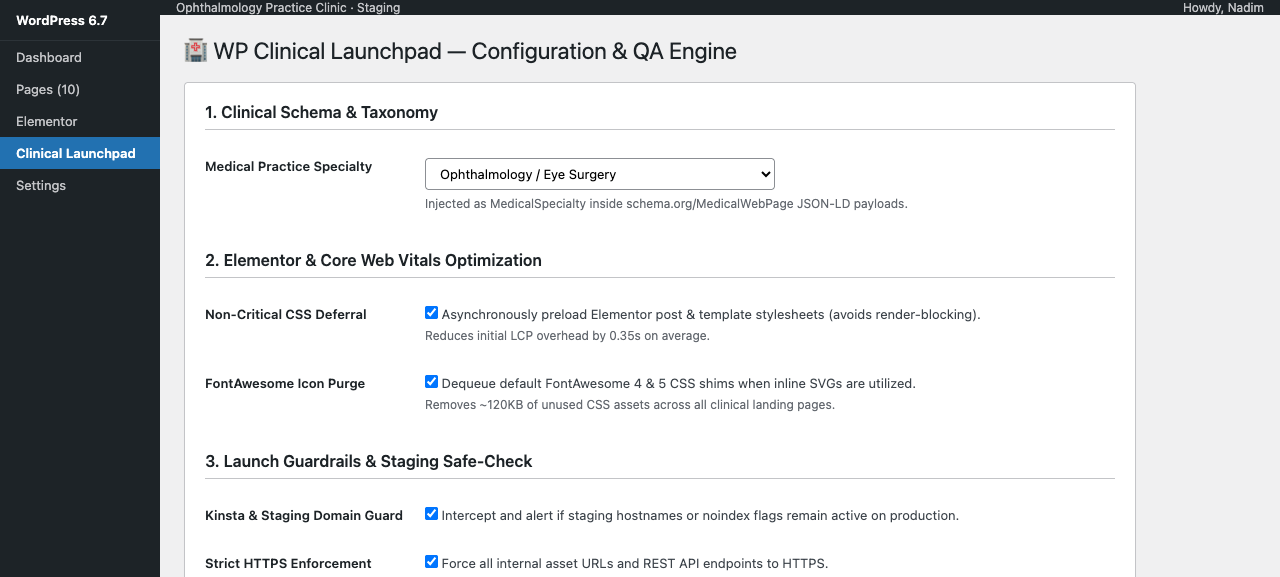 WordPress 6.7
Ophthalmology Practice Clinic · Staging
Howdy, Nadim
Dashboard
Pages (10)
Elementor
Clinical Launchpad
Settings
WP Clinical Launchpad — Configuration & QA Engine
1. Clinical Schema & Taxonomy
Medical Practice Specialty
Ophthalmology / Eye Surgery
Injected as MedicalSpecialty inside schema.org/MedicalWebPage JSON-LD payloads.
2. Elementor & Core Web Vitals Optimization
Non-Critical CSS Deferral
Asynchronously preload Elementor post & template stylesheets (avoids render-blocking).
Reduces initial LCP overhead by 0.35s on average.
FontAwesome Icon Purge
Dequeue default FontAwesome 4 & 5 CSS shims when inline SVGs are utilized.
Removes ~120KB of unused CSS assets across all clinical landing pages.
3. Launch Guardrails & Staging Safe-Check
Kinsta & Staging Domain Guard
Intercept and alert if staging hostnames or noindex flags remain active on production.
Strict HTTPS Enforcement
Force all internal asset URLs and REST API endpoints to HTTPS.